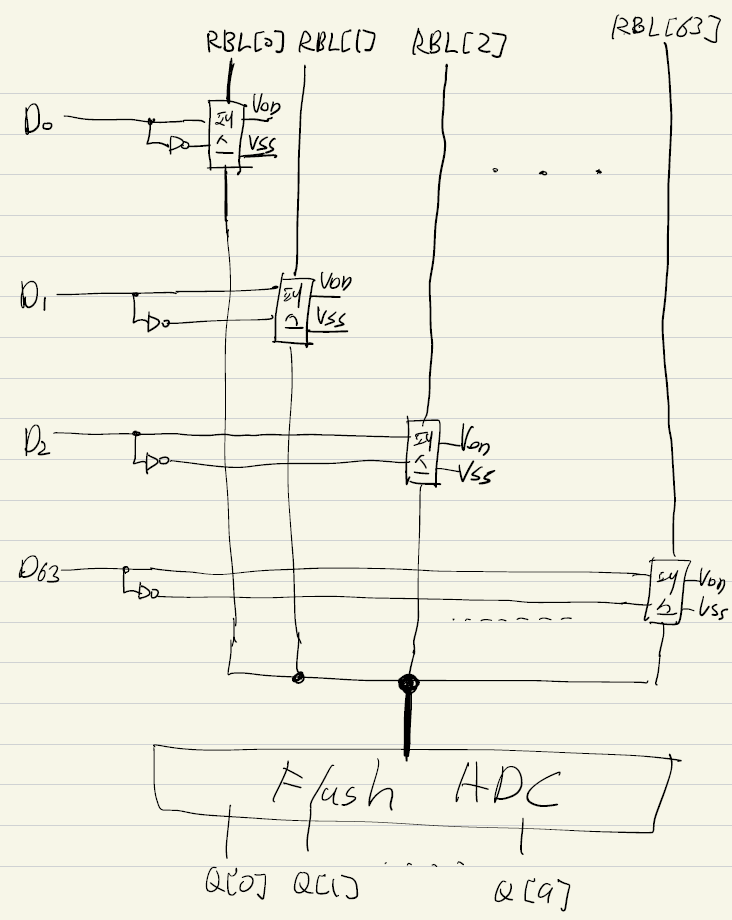 RBL[0] RBL[1] RBL[2] RBL[63]
D0 VDD
VSS
D1 VDD
VSS
D2 VDD
VSS
D63 VDD
VSS
Flash ADC
Q[0] Q[1] Q[9]